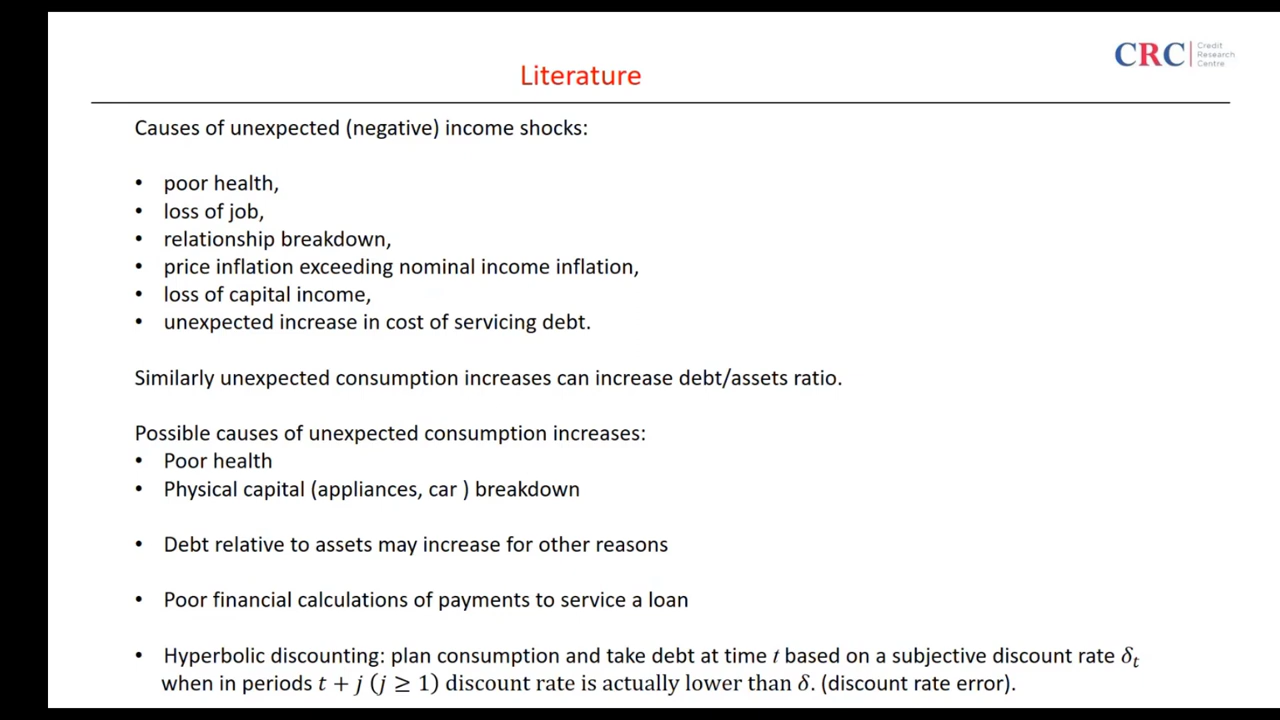 CRC Credit
Research
Centre
Literature
Causes of unexpected (negative) income shocks:
• poor health,
• loss of job,
• relationship breakdown,
• price inflation exceeding nominal income inflation,
• loss of capital income,
• unexpected increase in cost of servicing debt.
Similarly unexpected consumption increases can increase debt/assets ratio.
Possible causes of unexpected consumption increases:
• Poor health
• Physical capital (appliances, car ) breakdown
• Debt relative to assets may increase for other reasons
• Poor financial calculations of payments to service a loan
• Hyperbolic discounting: plan consumption and take debt at time t based on a subjective discount rate δₜ
when in periods t + j (j ≥ 1) discount rate is actually lower than δ. (discount rate error).